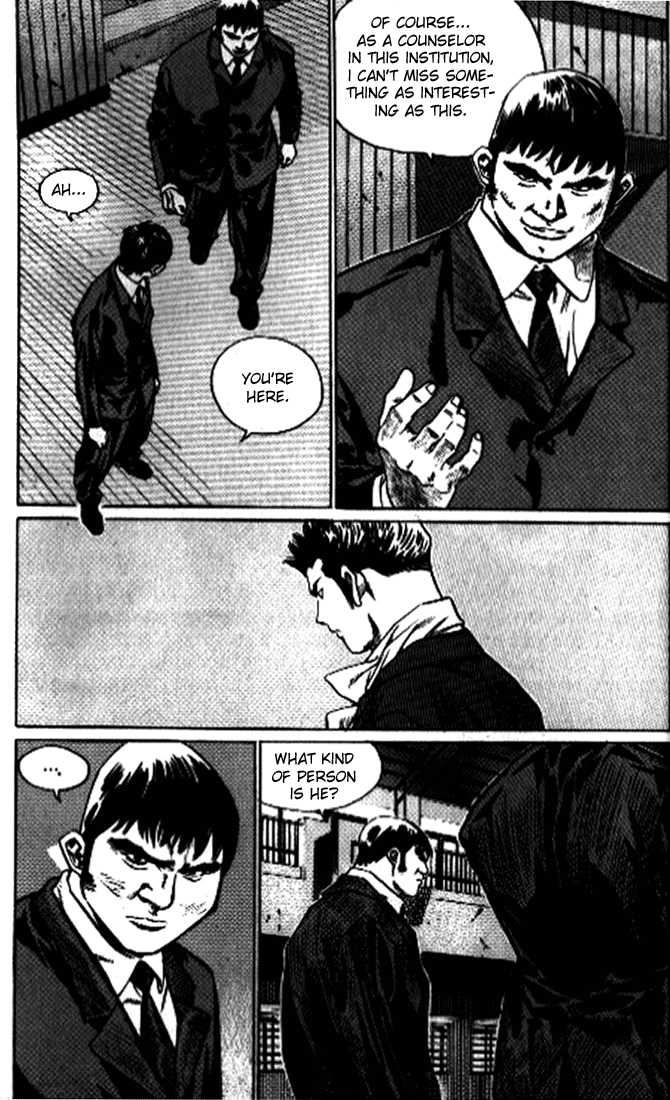 AH...
YOU'RE
HERE.
OF COURSE...
AS A COUNSELOR
IN THIS INSTITUTION,
I CAN'T MISS SOME-
THING AS INTEREST-
ING AS THIS.
...
WHAT KIND
OF PERSON
IS HE?